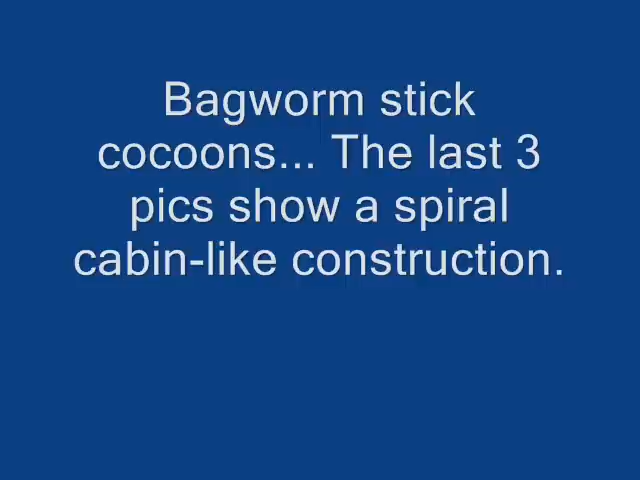 Bagworm stick
cocoons... The last 3
pics show a spiral
cabin-like construction.